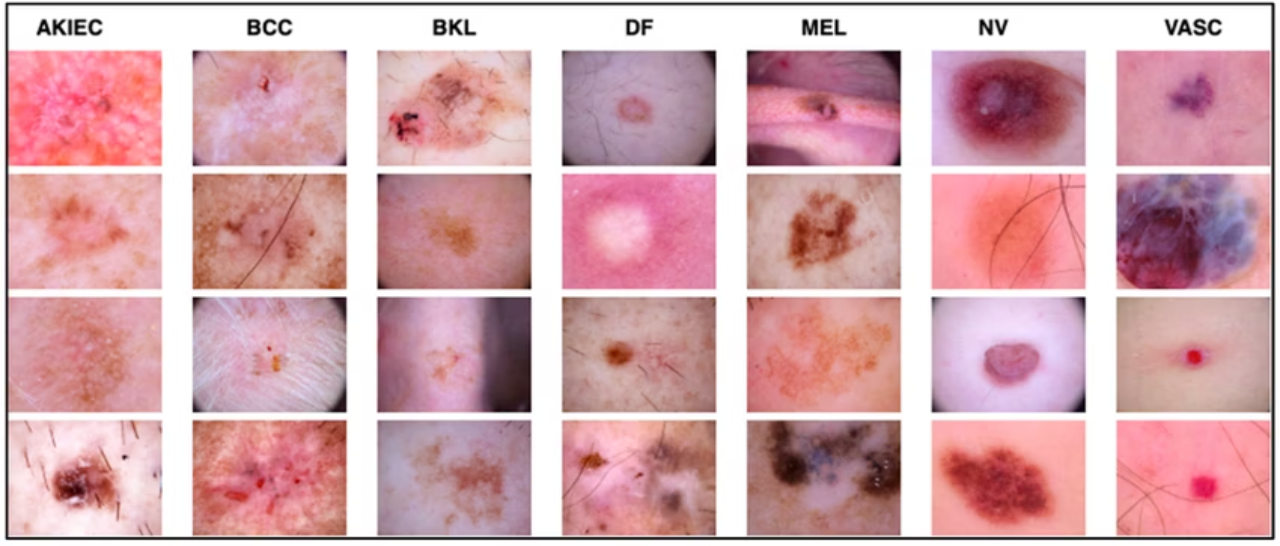 AKIEC BCC BKL DF MEL NV VASC